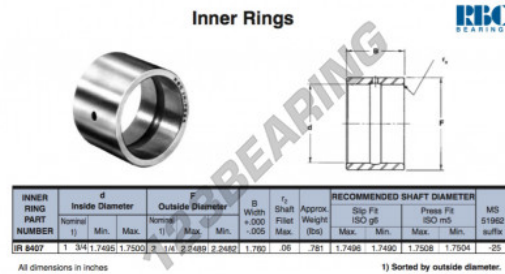 Inner Rings
RBC
BEARINGS
123BEARING
B
r
d
F
INNER RING PART NUMBER
d Inside Diameter
F Outside Diameter
B Width +.000 -.005
r2 Shaft Fillet Max.
Approx. Weight (lbs)
RECOMMENDED SHAFT DIAMETER
MS 51962 suffix
Slip Fit ISO g6
Press Fit ISO m5
Nominal 1) Min. Max.
Nominal 1) Max. Min.
Max. Min. Max. Min.
IR 8407 1 3/4 1.7495 1.7500 2 1/4 2.2489 2.2482 1.760 .06 .781 1.7496 1.7490 1.7508 1.7504 -25
All dimensions in inches
1) Sorted by outside diameter.